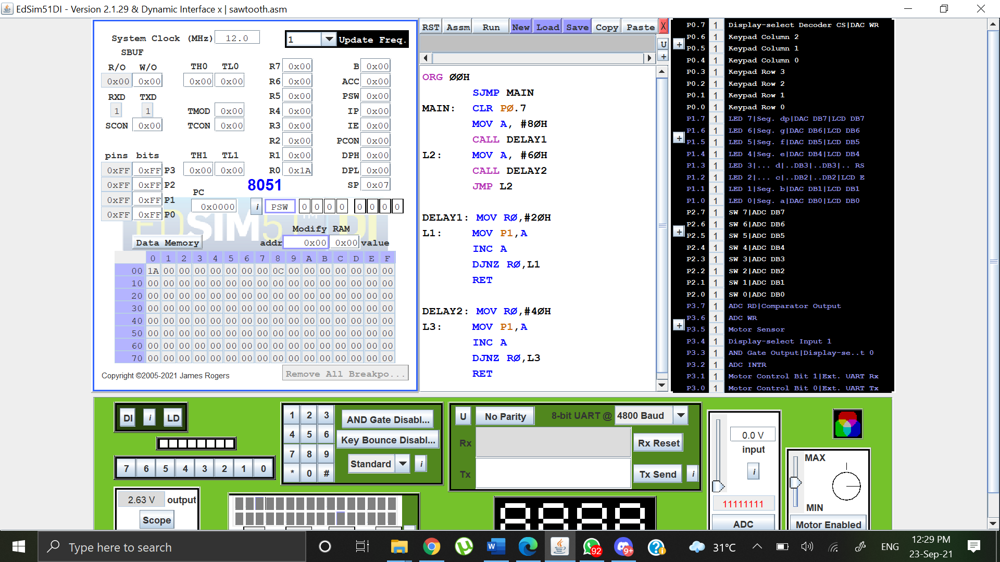 EdSim51DI - Version 2.1.29 & Dynamic Interface x | sawtooth.asm
System Clock (MHz) 12.0
1 Update Freq.
SBUF
R/O W/O TH0 TL0 R7 0x00 B 0x00
0x00 0x00 0x00 0x00 R6 0x00 ACC 0x00
RXD TXD R5 0x00 PSW 0x00
1 1 TMOD 0x00 R4 0x00 IP 0x00
SCON 0x00 TCON 0x00 R3 0x00 IE 0x00
R2 0x00 PCON 0x00
pins bits TH1 TL1 R1 0x00 DPH 0x00
0xFF 0xFF P3 0x00 0x00 R0 0x1A DPL 0x00
0xFF 0xFF P2 8051 SP 0x07
0xFF 0xFF P1 PC
0xFF 0xFF P0 0x0000 i PSW 0 0 0 0 0 0 0 0
EDSIM51 DI
TM
Modify RAM
Data Memory addr 0x00 0x00 value
0 1 2 3 4 5 6 7 8 9 A B C D E F
00 1A 00 00 00 00 00 00 00 0C 00 00 00 00 00 00 00
10 00 00 00 00 00 00 00 00 00 00 00 00 00 00 00 00
20 00 00 00 00 00 00 00 00 00 00 00 00 00 00 00 00
30 00 00 00 00 00 00 00 00 00 00 00 00 00 00 00 00
40 00 00 00 00 00 00 00 00 00 00 00 00 00 00 00 00
50 00 00 00 00 00 00 00 00 00 00 00 00 00 00 00 00
60 00 00 00 00 00 00 00 00 00 00 00 00 00 00 00 00
70 00 00 00 00 00 00 00 00 00 00 00 00 00 00 00 00
Copyright ©2005-2021 James Rogers
Remove All Breakpo...
RST Assm Run New Load Save Copy Paste X
U
+
ORG 00H
SJMP MAIN
MAIN: CLR P0.7
MOV A, #80H
CALL DELAY1
L2: MOV A, #60H
CALL DELAY2
JMP L2
DELAY1: MOV R0,#20H
L1: MOV P1,A
INC A
DJNZ R0,L1
RET
DELAY2: MOV R0,#40H
L3: MOV P1,A
INC A
DJNZ R0,L3
RET
P0.7 1 Display-select Decoder CS|DAC WR
P0.6 1 Keypad Column 2
+ P0.5 1 Keypad Column 1
P0.4 1 Keypad Column 0
P0.3 1 Keypad Row 3
P0.2 1 Keypad Row 2
P0.1 1 Keypad Row 1
P0.0 1 Keypad Row 0
P1.7 1 LED 7|Seg. dp|DAC DB7|LCD DB7
P1.6 1 LED 6|Seg. g|DAC DB6|LCD DB6
+ P1.5 1 LED 5|Seg. f|DAC DB5|LCD DB5
P1.4 1 LED 4|Seg. e|DAC DB4|LCD DB4
P1.3 1 LED 3|... d|..DB3|..DB3|.. RS
P1.2 1 LED 2|... c|..DB2|..DB2|LCD E
P1.1 1 LED 1|Seg. b|DAC DB1|LCD DB1
P1.0 1 LED 0|Seg. a|DAC DB0|LCD DB0
P2.7 1 SW 7|ADC DB7
P2.6 1 SW 6|ADC DB6
+ P2.5 1 SW 5|ADC DB5
P2.4 1 SW 4|ADC DB4
P2.3 1 SW 3|ADC DB3
P2.2 1 SW 2|ADC DB2
P2.1 1 SW 1|ADC DB1
P2.0 1 SW 0|ADC DB0
P3.7 1 ADC RD|Comparator Output
P3.6 1 ADC WR
+ P3.5 1 Motor Sensor
P3.4 1 Display-select Input 1
P3.3 1 AND Gate Output|Display-se..t 0
P3.2 1 ADC INTR
P3.1 1 Motor Control Bit 1|Ext. UART Rx
P3.0 1 Motor Control Bit 0|Ext. UART Tx
DI i LD
7 6 5 4 3 2 1 0
2.63 V output
Scope
1 2 3
4 5 6
7 8 9
* 0 #
AND Gate Disabl...
Key Bounce Disabl...
Standard i
U No Parity 8-bit UART @ 4800 Baud
Rx Rx Reset
Tx Tx Send i
8888
0.0 V
input
i
11111111
ADC
MAX
MIN
Motor Enabled
Type here to search
W
92
9+
31°C
ENG
12:29 PM
23-Sep-21